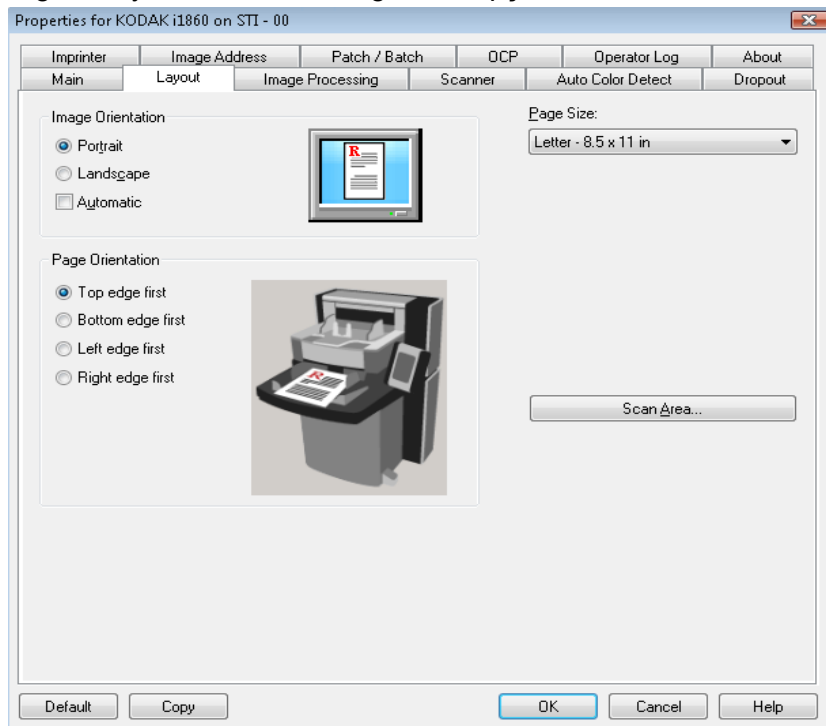 Properties for KODAK i1860 on STI - 00
Imprinter Image Address Patch / Batch OCP Operator Log About
Main Layout Image Processing Scanner Auto Color Detect Dropout
Image Orientation
Portrait
Landscape
Automatic
R
Page Size:
Letter - 8.5 x 11 in
Page Orientation
Top edge first
Bottom edge first
Left edge first
Right edge first
R
Scan Area...
Default Copy OK Cancel Help